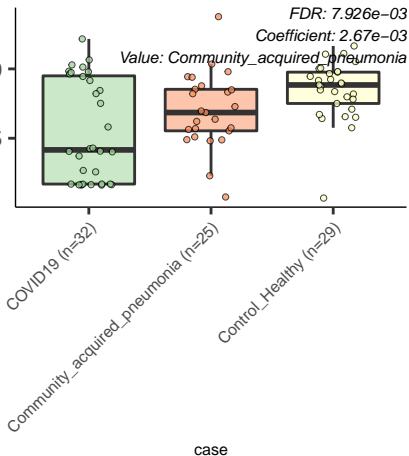 FDR: 7.926e−03
Coefficient: 2.67e−03
Value: Community_acquired_pneumonia
COVID19 (n=32)
Community_acquired_pneumonia (n=25)
Control_Healthy (n=29)
case